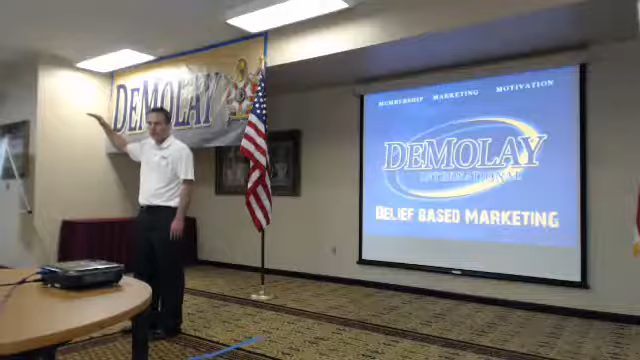 DEMOLAY
MEMBERSHIP MARKETING MOTIVATION
DEMOLAY
INTERNATIONAL
BELIEF BASED MARKETING